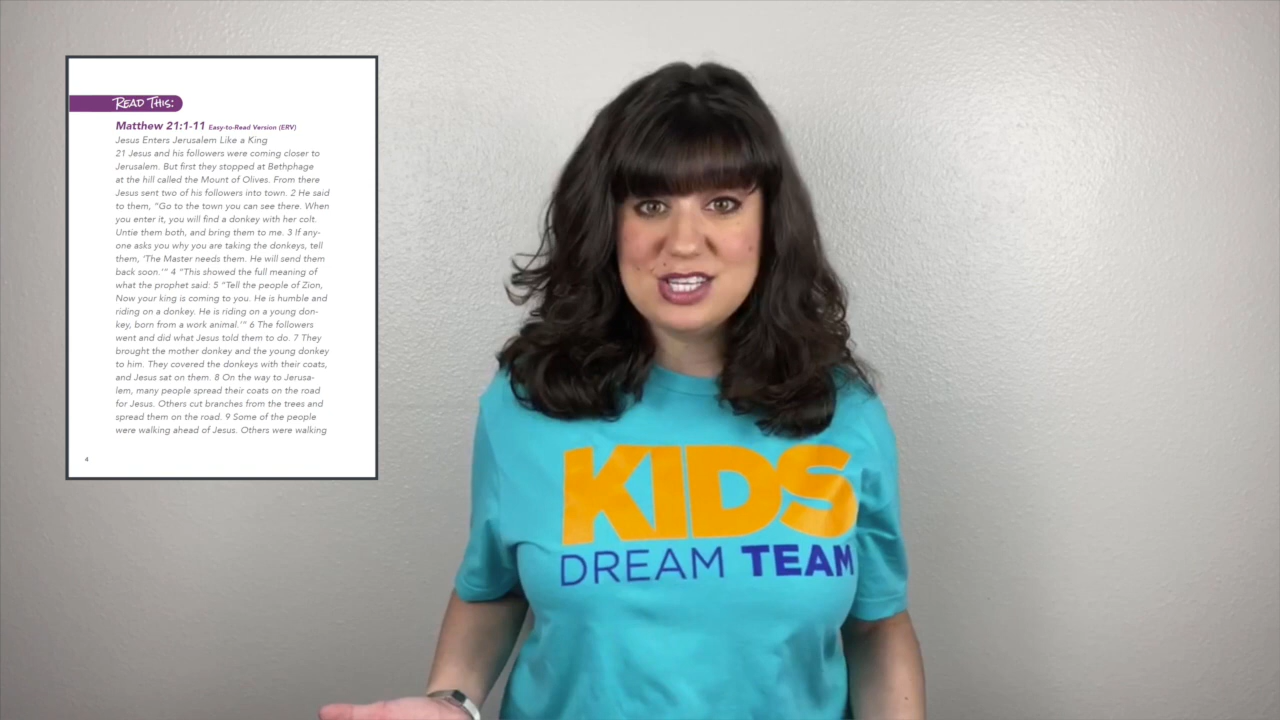 READ THIS:
Matthew 21:1-11 Easy-to-Read Version (ERV)
Jesus Enters Jerusalem Like a King
21 Jesus and his followers were coming closer to
Jerusalem. But first they stopped at Bethphage
at the hill called the Mount of Olives. From there
Jesus sent two of his followers into town. 2 He said
to them, “Go to the town you can see there. When
you enter it, you will find a donkey with her colt.
Untie them both, and bring them to me. 3 If any-
one asks you why you are taking the donkeys, tell
them, ‘The Master needs them. He will send them
back soon.’” 4 “This showed the full meaning of
what the prophet said: 5 “Tell the people of Zion,
Now your king is coming to you. He is humble and
riding on a donkey. He is riding on a young don-
key, born from a work animal.’” 6 The followers
went and did what Jesus told them to do. 7 They
brought the mother donkey and the young donkey
to him. They covered the donkeys with their coats,
and Jesus sat on them. 8 On the way to Jerusa-
lem, many people spread their coats on the road
for Jesus. Others cut branches from the trees and
spread them on the road. 9 Some of the people
were walking ahead of Jesus. Others were walking
4
KIDS
DREAM TEAM